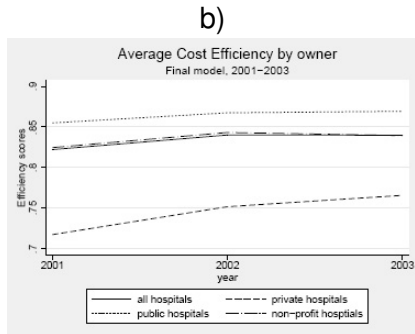 b)
Average Cost Efficiency by owner
Final model, 2001-2003
Efficiency scores
.9
.85
.8
.75
.7
2001
2002
2003
year
all hospitals
private hospitals
public hospitals
non-profit hosptials